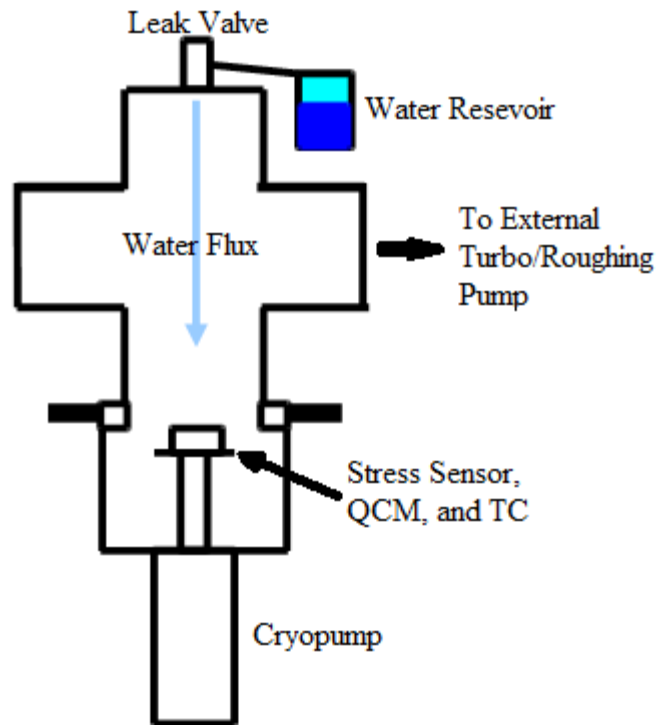 Leak Valve
Water Resevoir
To External
Turbo/Roughing
Pump
Water Flux
Stress Sensor,
QCM, and TC
Cryopump